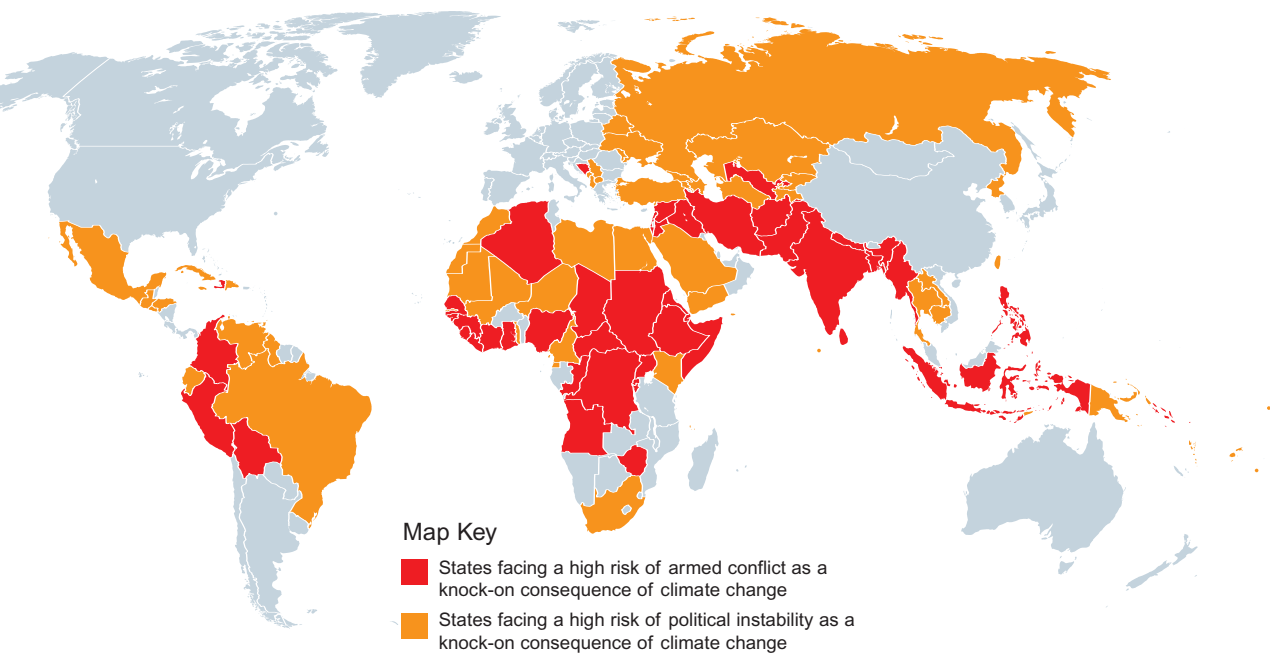 Map Key
States facing a high risk of armed conflict as a
knock-on consequence of climate change
States facing a high risk of political instability as a
knock-on consequence of climate change